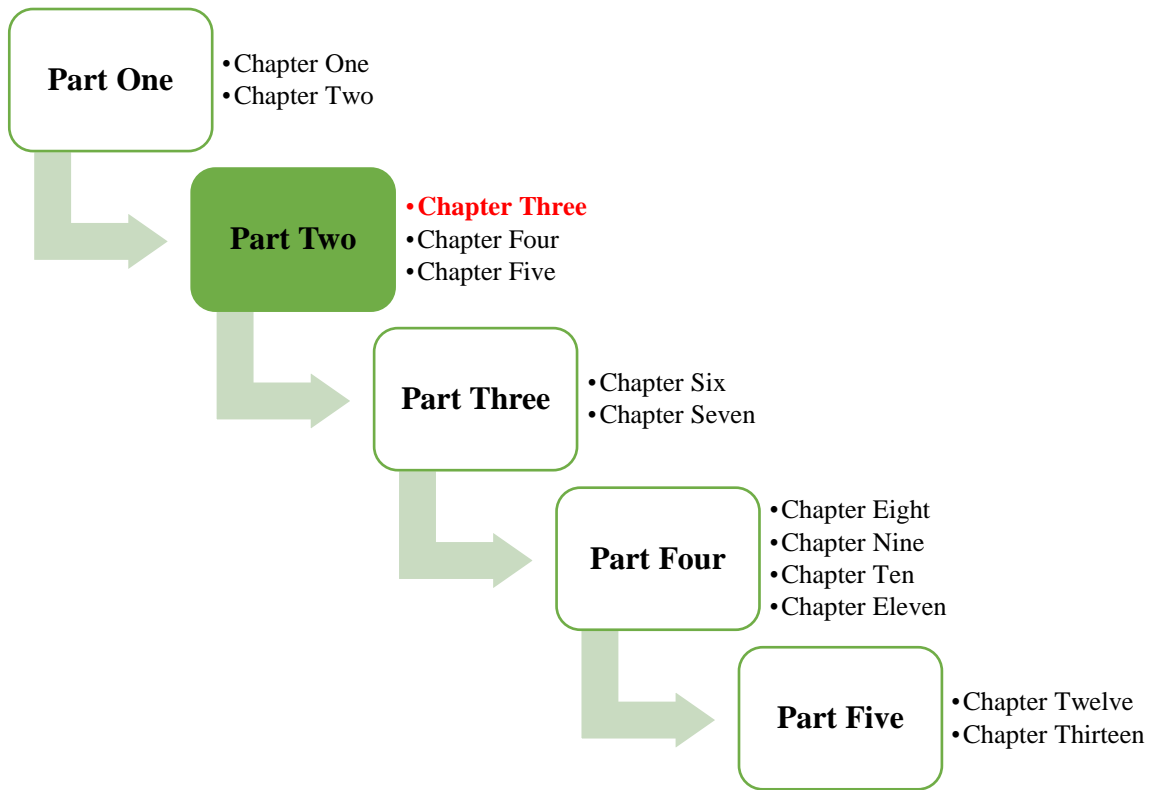 Part One
•Chapter One
•Chapter Two
Part Two
•Chapter Three
•Chapter Four
•Chapter Five
Part Three
•Chapter Six
•Chapter Seven
Part Four
•Chapter Eight
•Chapter Nine
•Chapter Ten
•Chapter Eleven
Part Five
•Chapter Twelve
•Chapter Thirteen